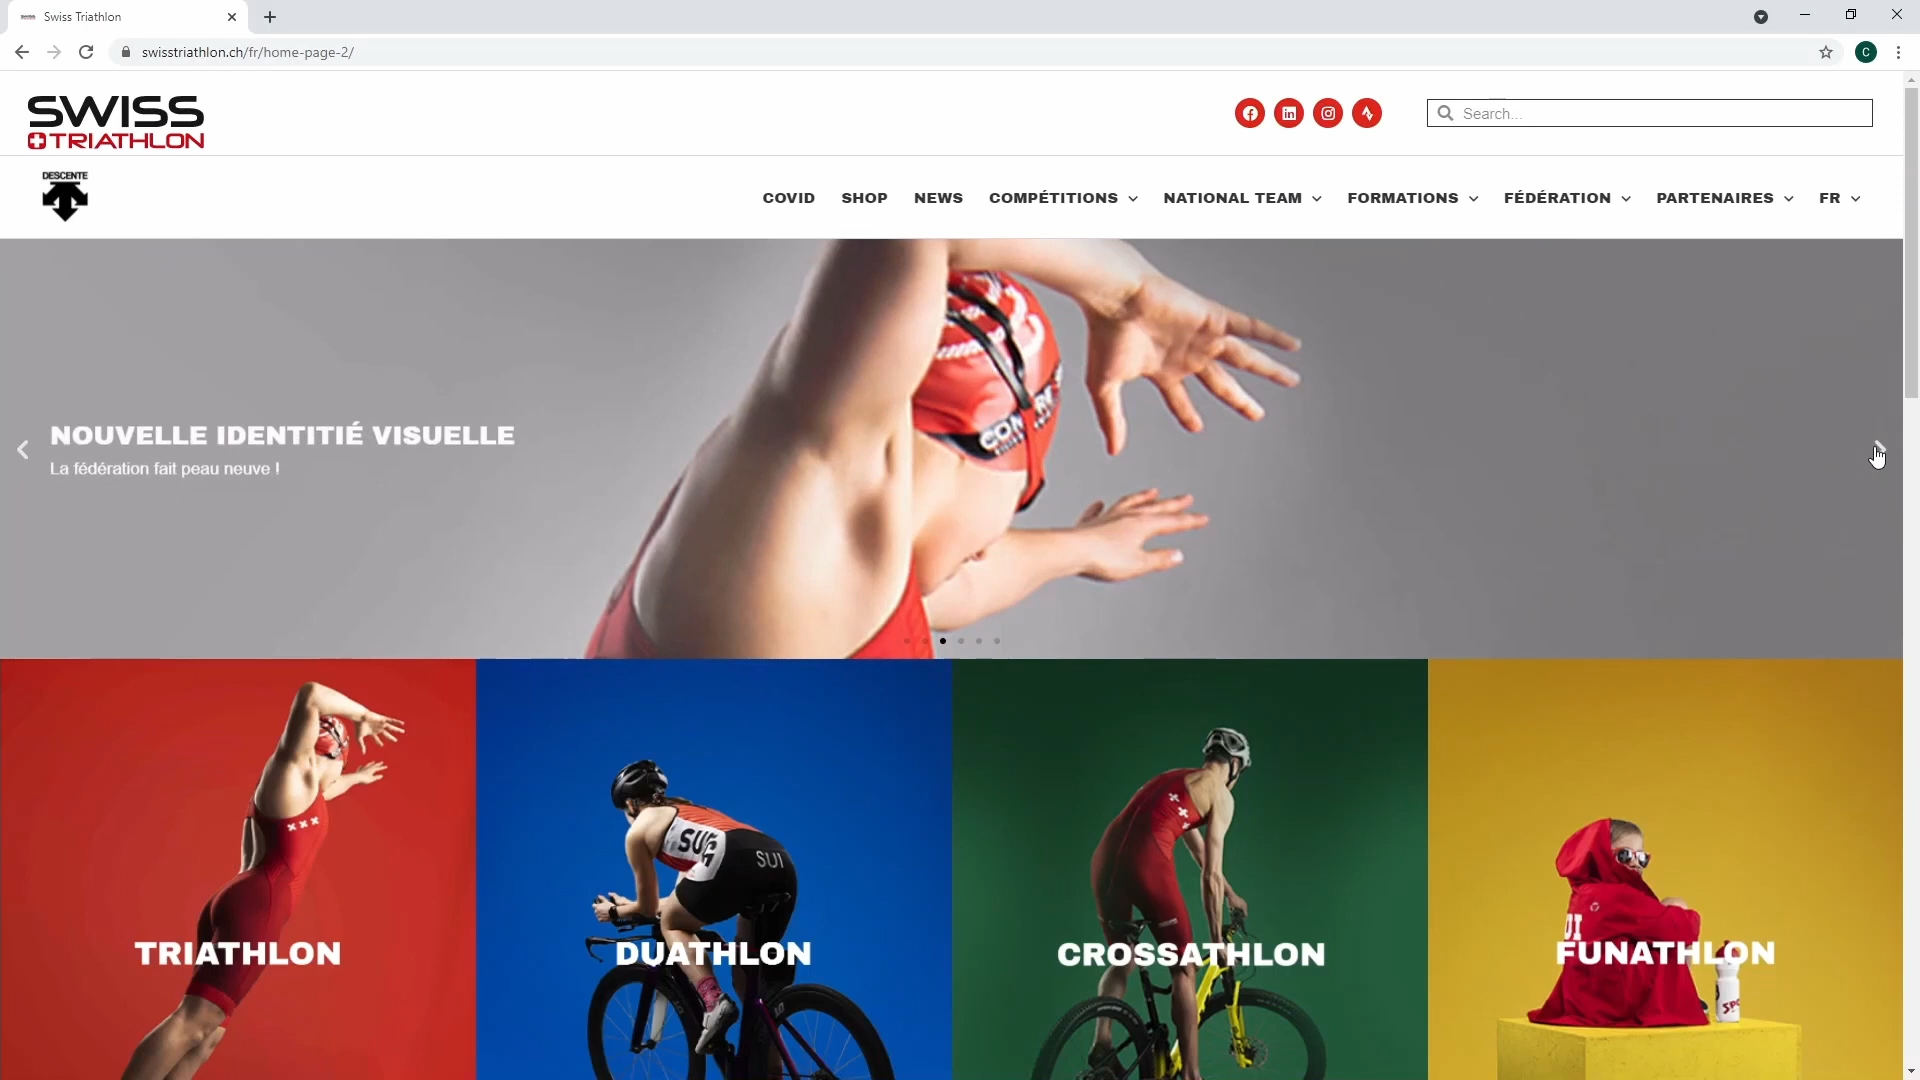 Swiss Triathlon
swisstriathlon.ch/fr/home-page-2/
C
SWISS
TRIATHLON
Search...
DESCENTE
COVID SHOP NEWS COMPÉTITIONS NATIONAL TEAM FORMATIONS FÉDÉRATION PARTENAIRES FR
NOUVELLE IDENTITIÉ VISUELLE
La fédération fait peau neuve !
SUI
TRIATHLON
DUATHLON
CROSSATHLON
FUNATHLON